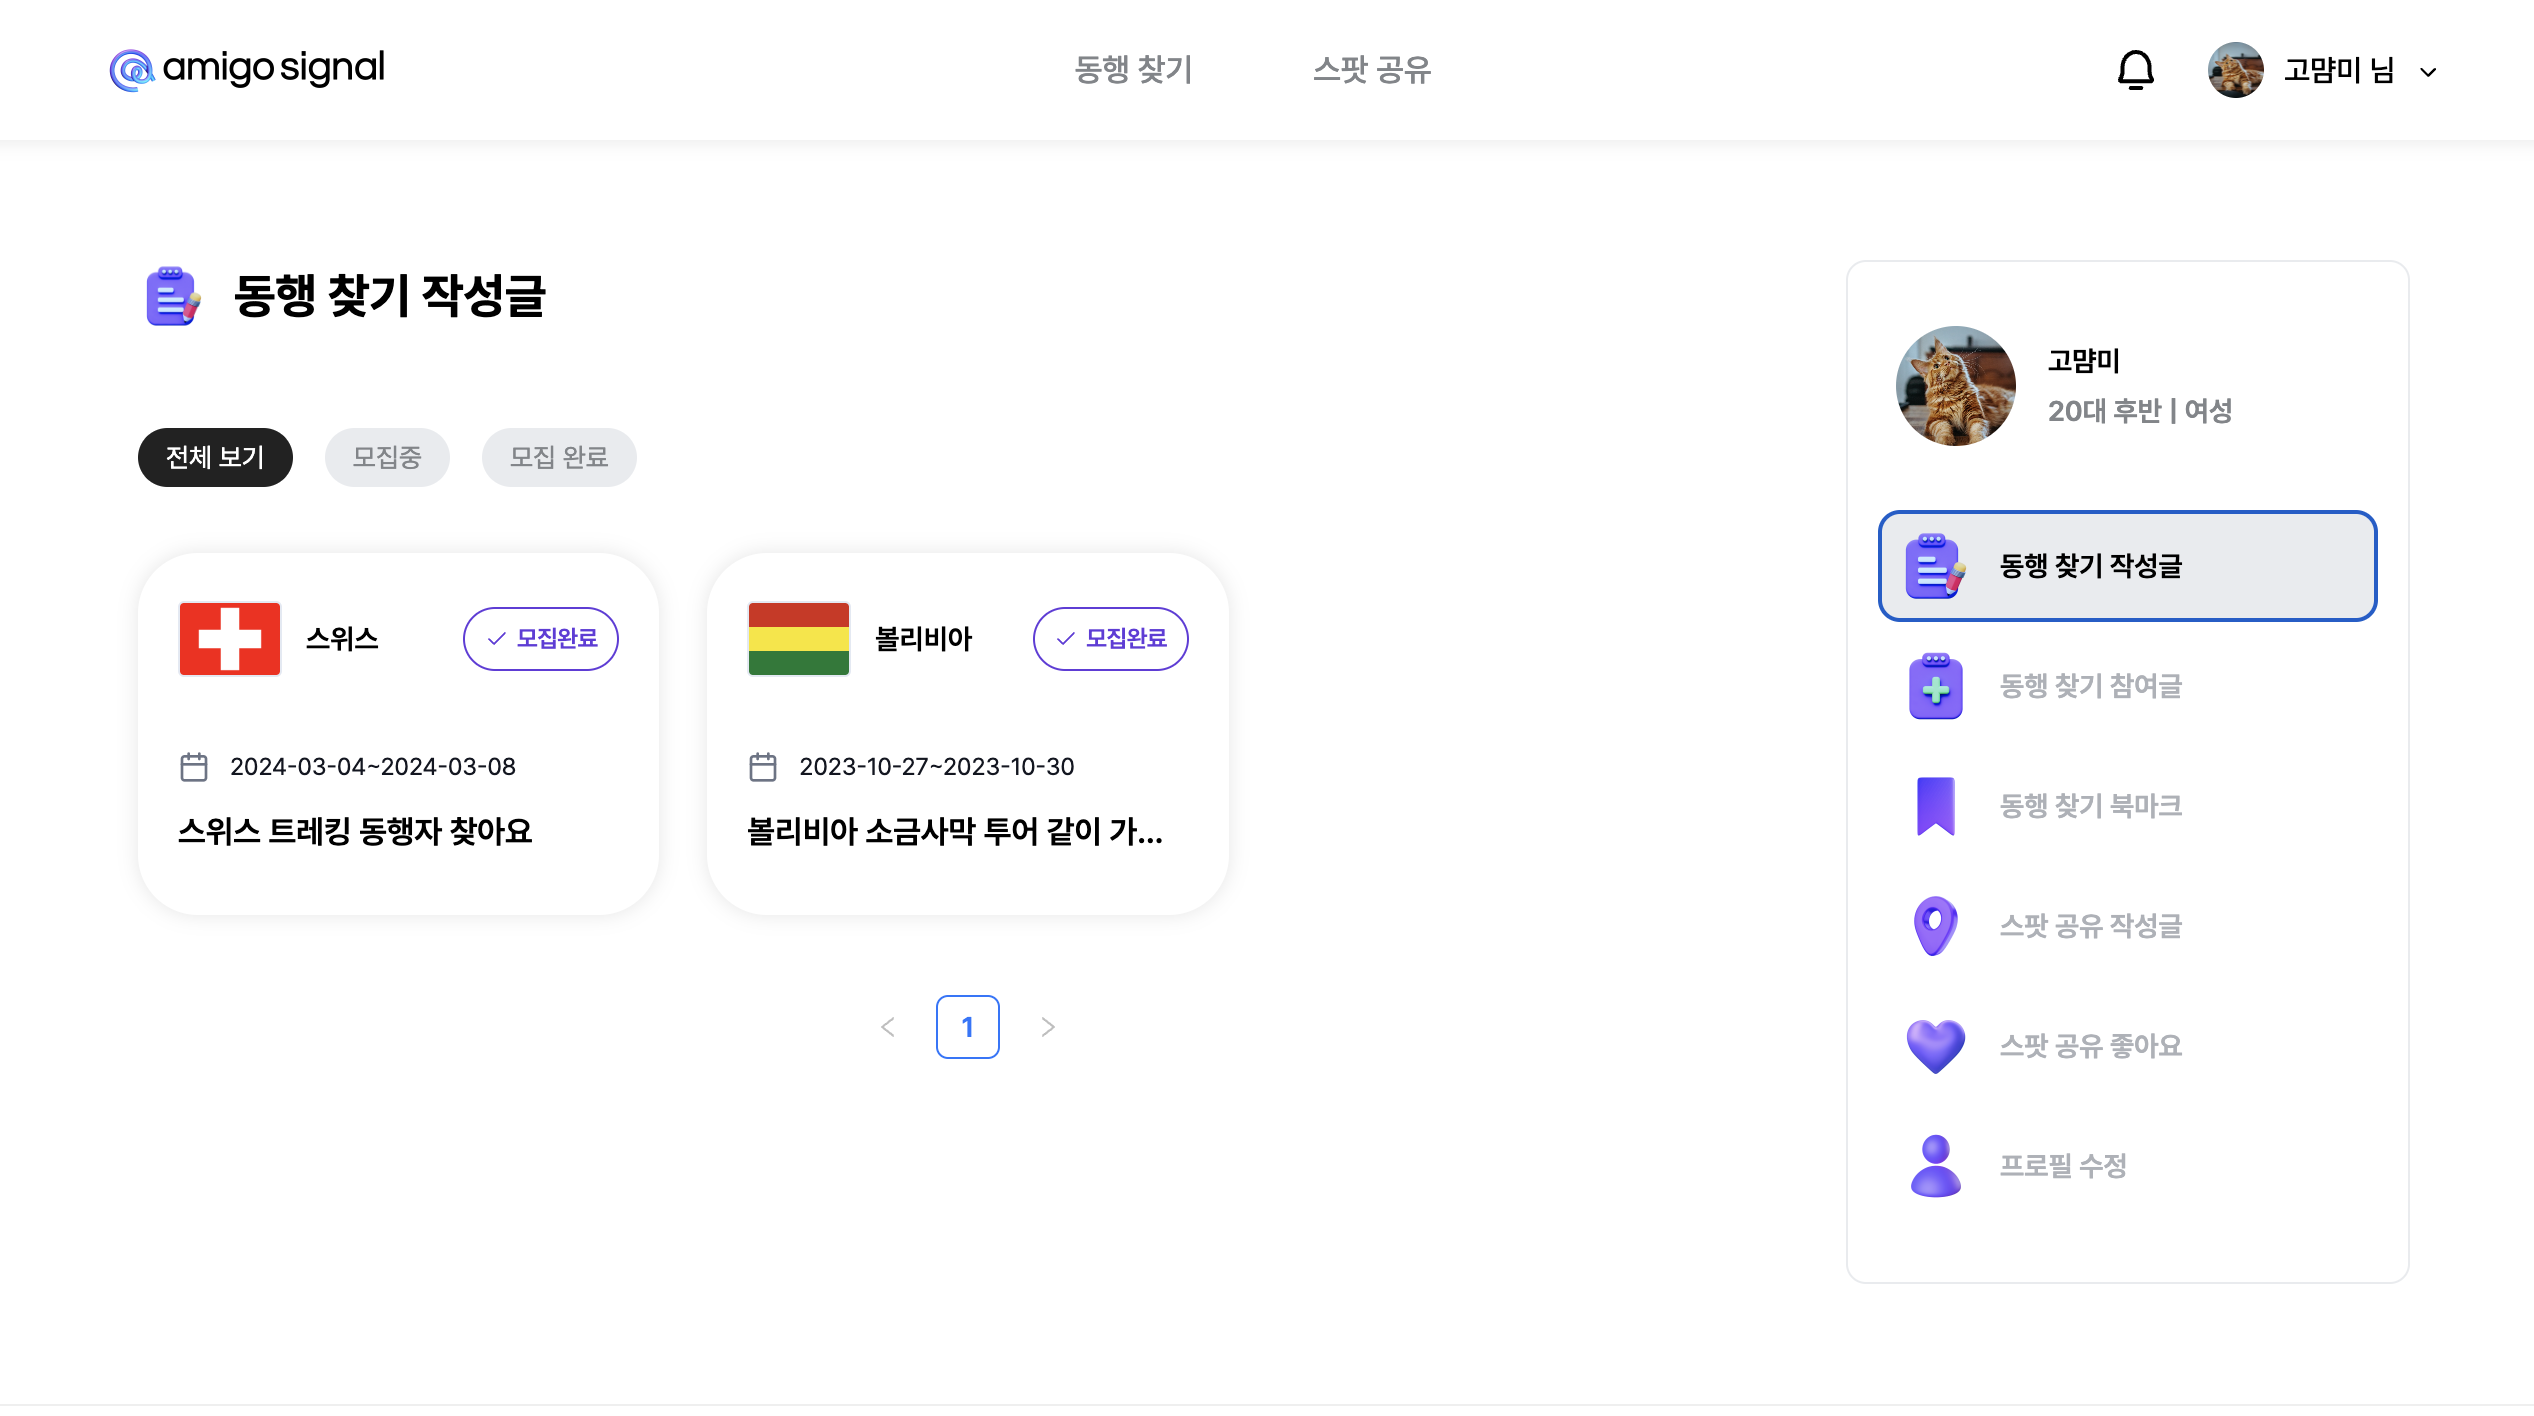 amigo signal
동행 찾기
스팟 공유
고먐미 님
동행 찾기 작성글
전체 보기
모집중
모집 완료
스위스
모집완료
2024-03-04~2024-03-08
스위스 트레킹 동행자 찾아요
볼리비아
모집완료
2023-10-27~2023-10-30
볼리비아 소금사막 투어 같이 가...
1
고먐미
20대 후반 | 여성
동행 찾기 작성글
동행 찾기 참여글
동행 찾기 북마크
스팟 공유 작성글
스팟 공유 좋아요
프로필 수정